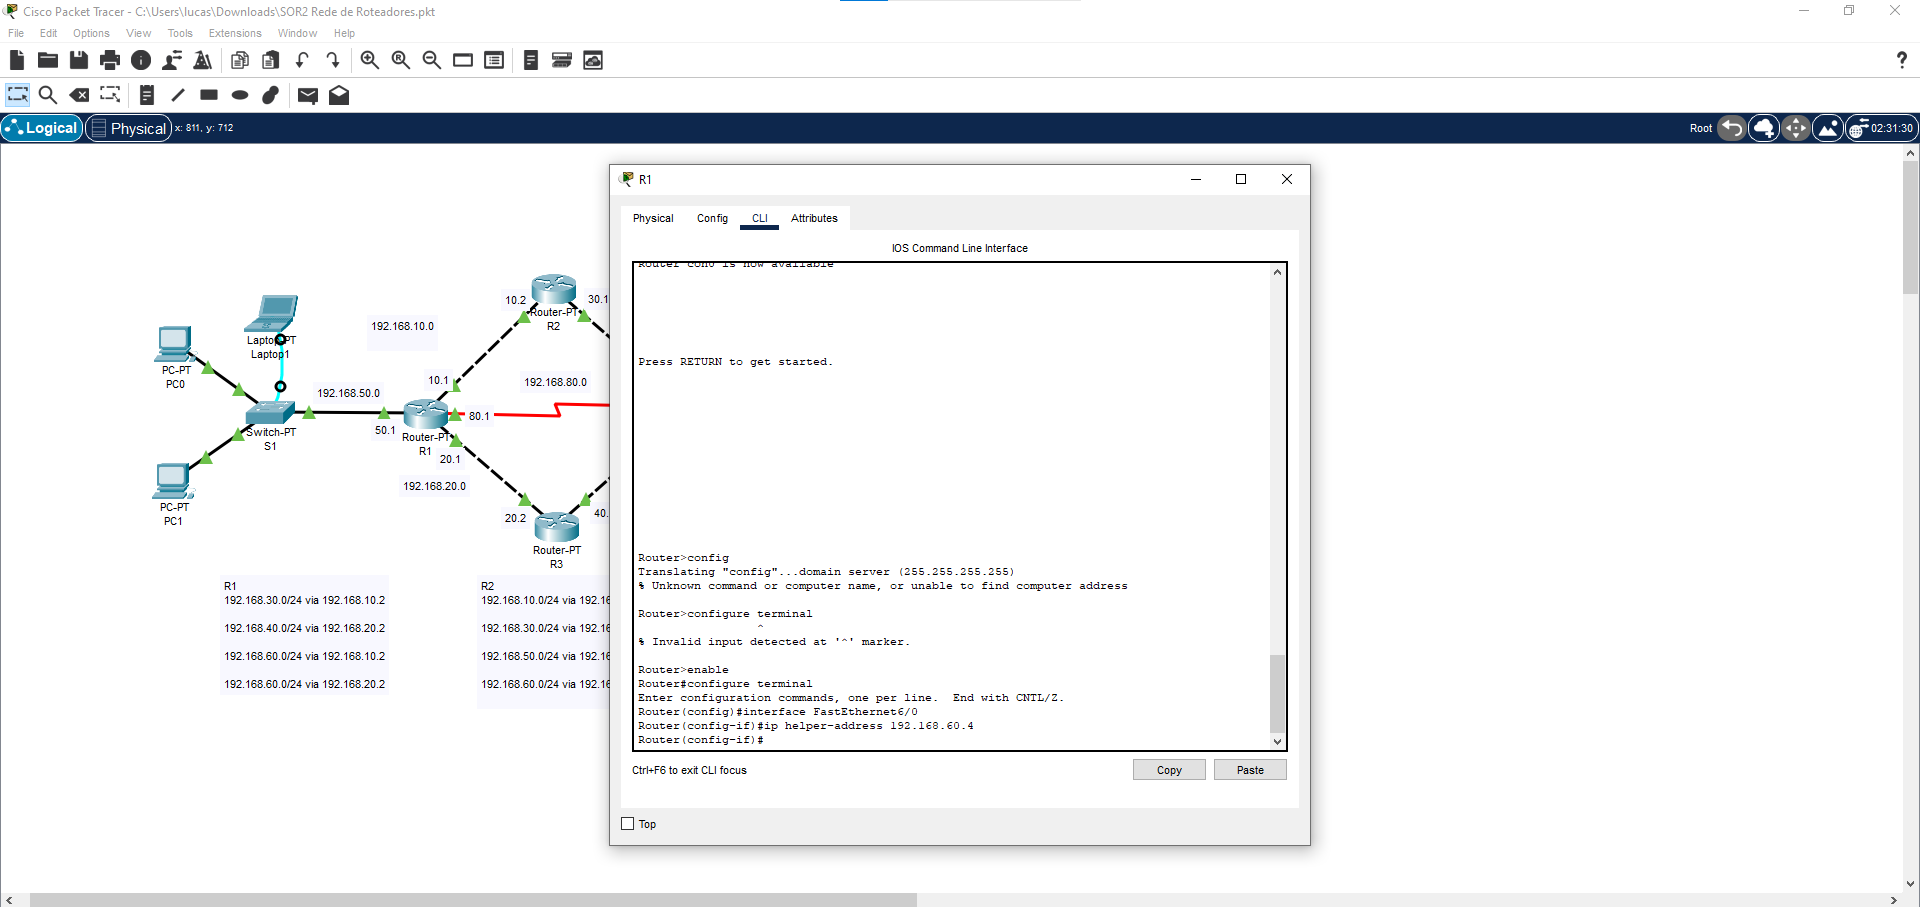 Cisco Packet Tracer - C:\Users\lucas\Downloads\SOR2 Rede de Roteadores.pkt
File Edit Options View Tools Extensions Window Help
Logical Physical x: 811, y: 712
Root 02:31:30
R1
Physical Config CLI Attributes
IOS Command Line Interface
Router con0 is now available
Press RETURN to get started.
Router>config
Translating "config"...domain server (255.255.255.255)
% Unknown command or computer name, or unable to find computer address
Router>configure terminal
^
% Invalid input detected at '^' marker.
Router>enable
Router#configure terminal
Enter configuration commands, one per line.  End with CNTL/Z.
Router(config)#interface FastEthernet6/0
Router(config-if)#ip helper-address 192.168.60.4
Router(config-if)#
Ctrl+F6 to exit CLI focus
Copy Paste
Top
10.2
30.1
Router-PT
R2
192.168.10.0
Laptop-PT
Laptop1
PC-PT
PC0
10.1
192.168.80.0
192.168.50.0
80.1
50.1
Switch-PT
S1
Router-PT
R1
20.1
192.168.20.0
PC-PT
PC1
20.2
40.
Router-PT
R3
R1
192.168.30.0/24 via 192.168.10.2
192.168.40.0/24 via 192.168.20.2
192.168.60.0/24 via 192.168.10.2
192.168.60.0/24 via 192.168.20.2
R2
192.168.10.0/24 via 192.16
192.168.30.0/24 via 192.16
192.168.50.0/24 via 192.16
192.168.60.0/24 via 192.16